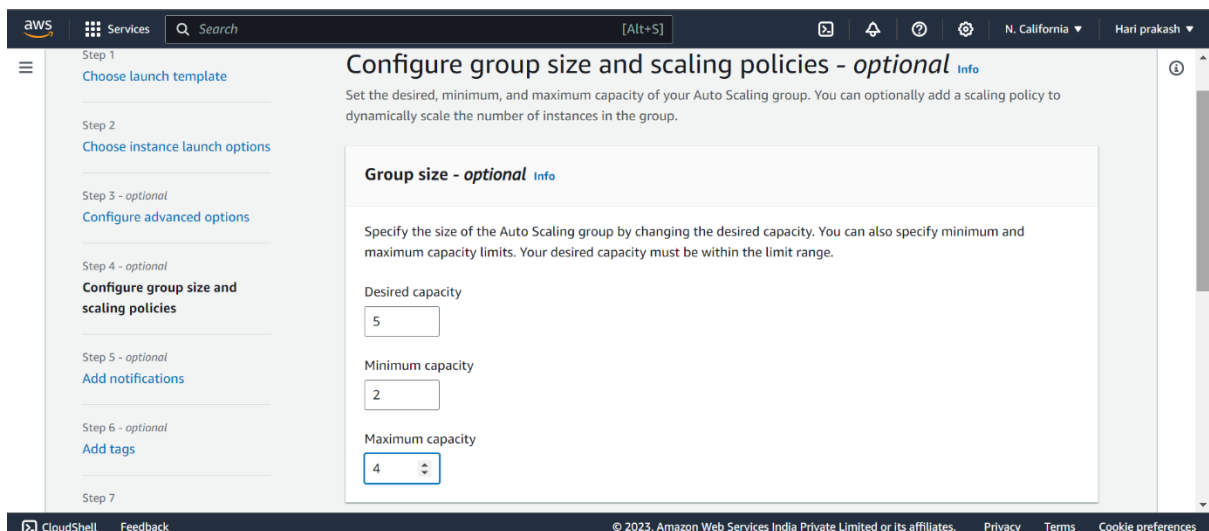 aws
Services
Search
[Alt+S]
N. California ▼
Hari prakash ▼
Step 1
Choose launch template
Step 2
Choose instance launch options
Step 3 - optional
Configure advanced options
Step 4 - optional
Configure group size and
scaling policies
Step 5 - optional
Add notifications
Step 6 - optional
Add tags
Step 7
Configure group size and scaling policies - optional Info
Set the desired, minimum, and maximum capacity of your Auto Scaling group. You can optionally add a scaling policy to
dynamically scale the number of instances in the group.
Group size - optional Info
Specify the size of the Auto Scaling group by changing the desired capacity. You can also specify minimum and
maximum capacity limits. Your desired capacity must be within the limit range.
Desired capacity
5
Minimum capacity
2
Maximum capacity
4
CloudShell
Feedback
© 2023, Amazon Web Services India Private Limited or its affiliates.
Privacy
Terms
Cookie preferences